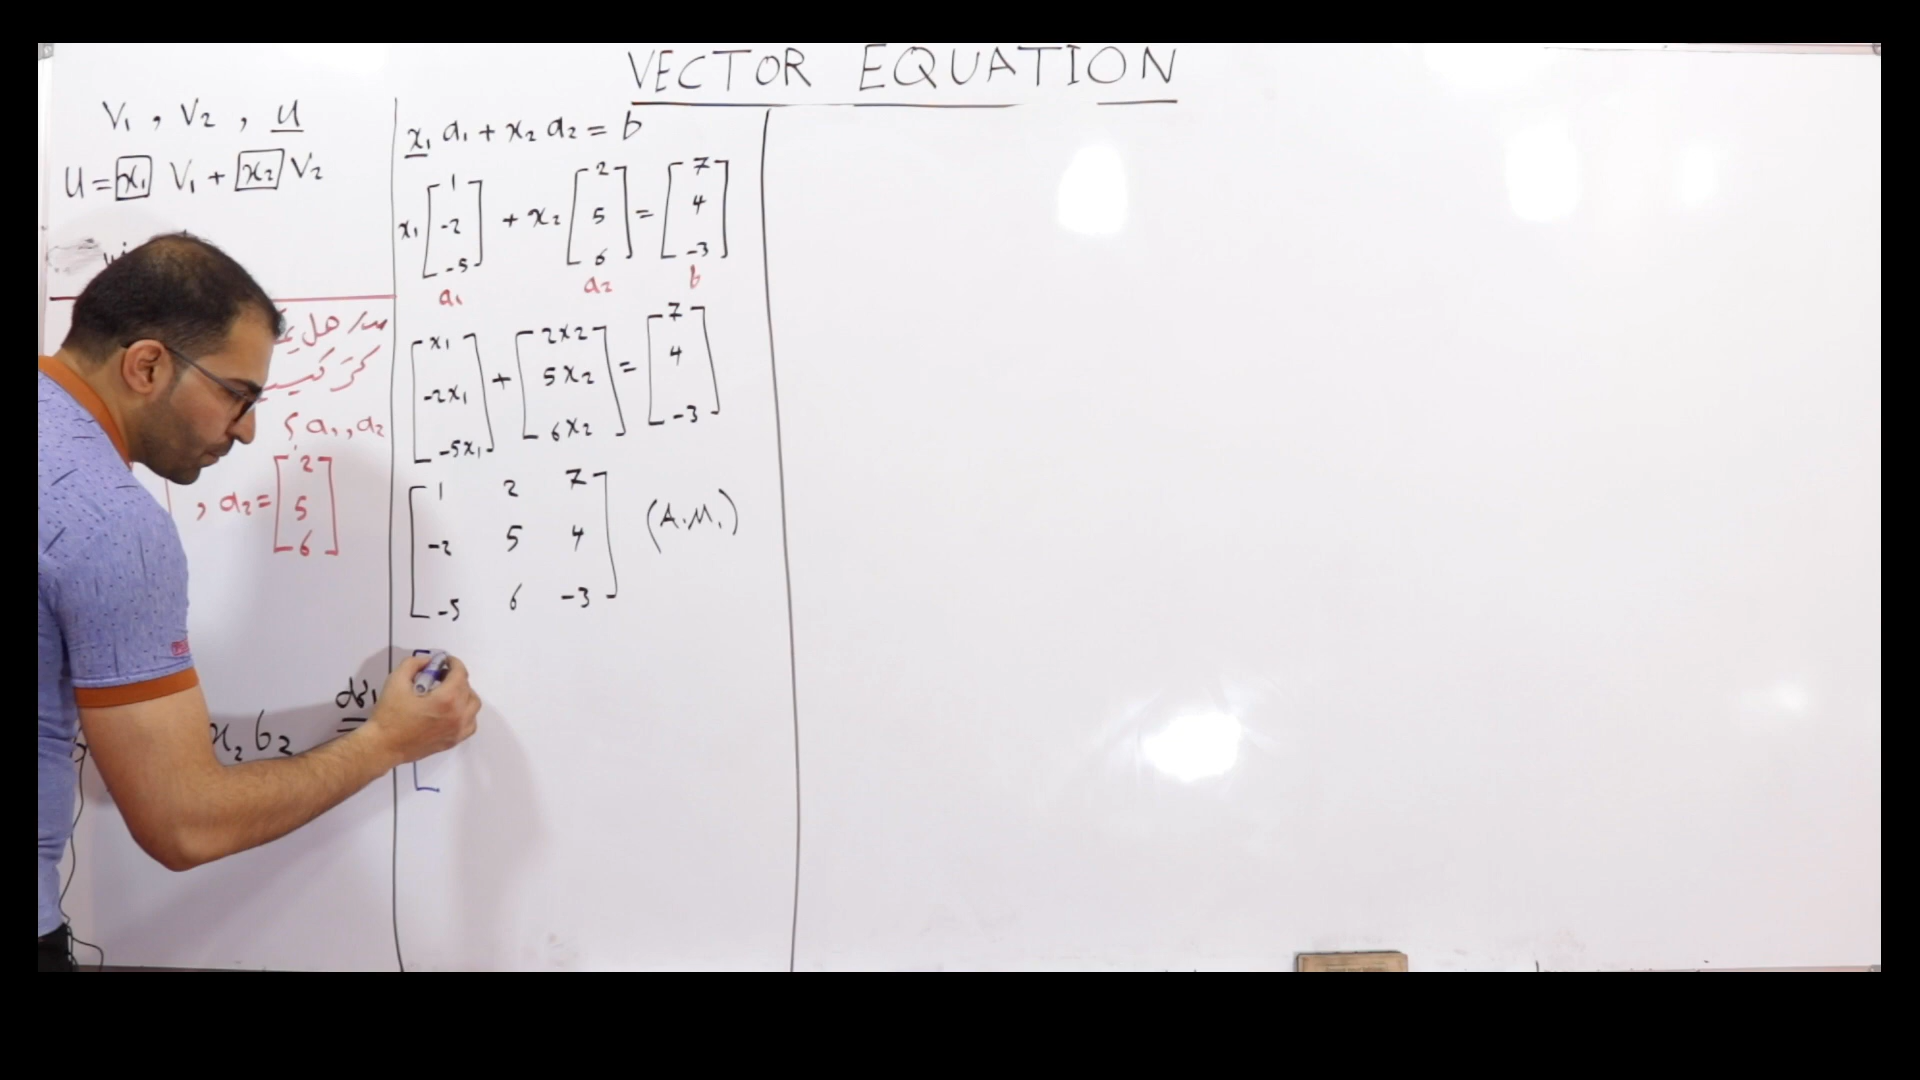 VECTOR EQUATION
V₁ , V₂ , u
u = x₁ V₁ + x₂ V₂
هل
a₁ , a₂ ؟
, a₂ = [2
5
6]
x₂ b₂
x₁ a₁ + x₂ a₂ = b
x₁ [1 + x₂ [2 = [7
-2 5 4
-5] 6] -3]
a₁ a₂ b
[x₁ + [2x₂ = [7
-2x₁ 5x₂ 4
-5x₁] 6x₂] -3]
[1 2 7
-2 5 4 (A.M.)
-5 6 -3]
[